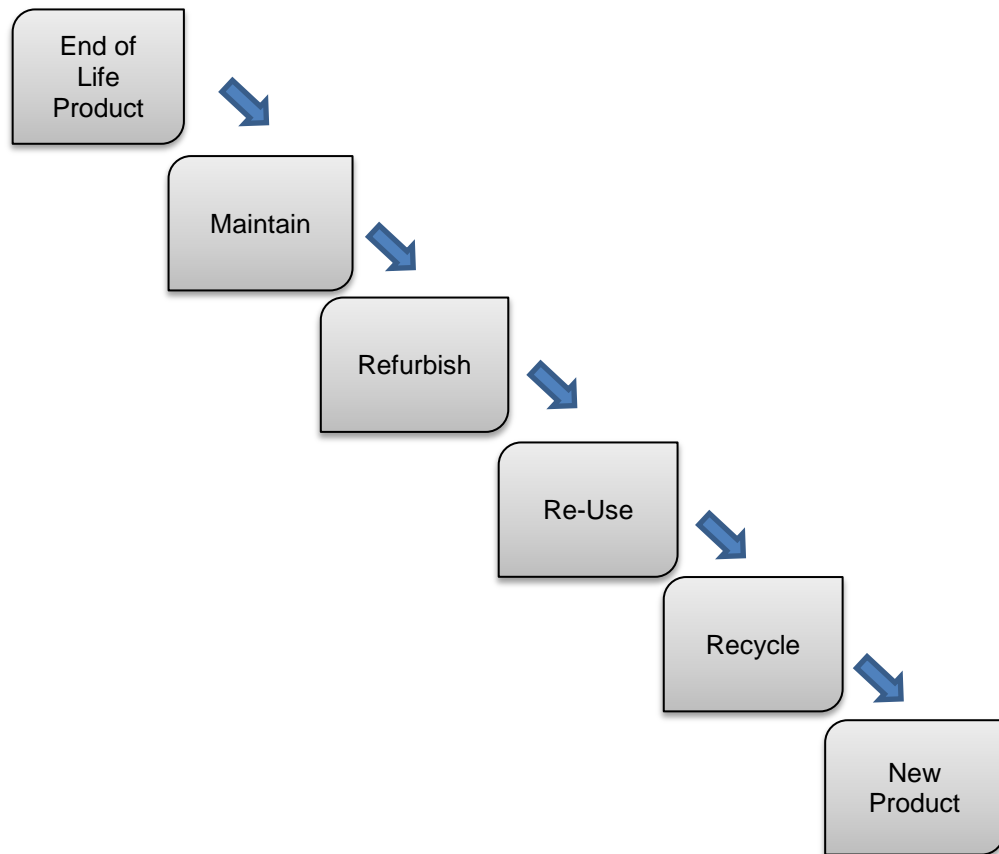 End of
Life
Product
Maintain
Refurbish
Re-Use
Recycle
New
Product